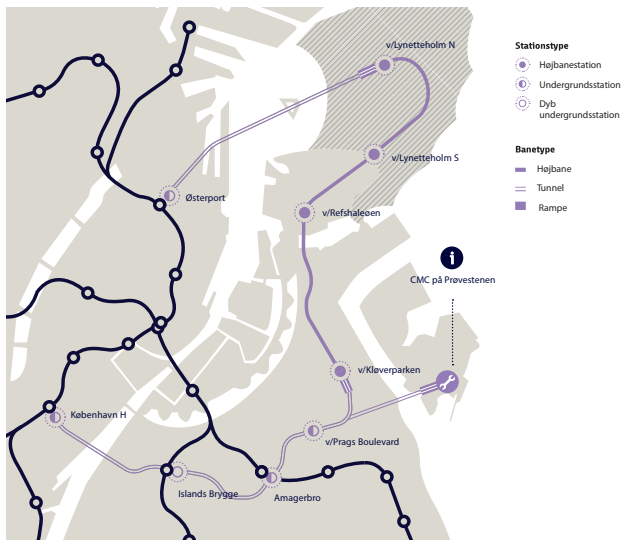 v/Lynetteholm N
v/Lynetteholm S
Østerport
v/Refshaleøen
CMC på Prøvestenen
v/Kløverparken
København H
v/Prags Boulevard
Islands Brygge
Amagerbro
Stationstype
Højbanestation
Undergrundsstation
Dyb
undergrundsstation
Banetype
Højbane
Tunnel
Rampe